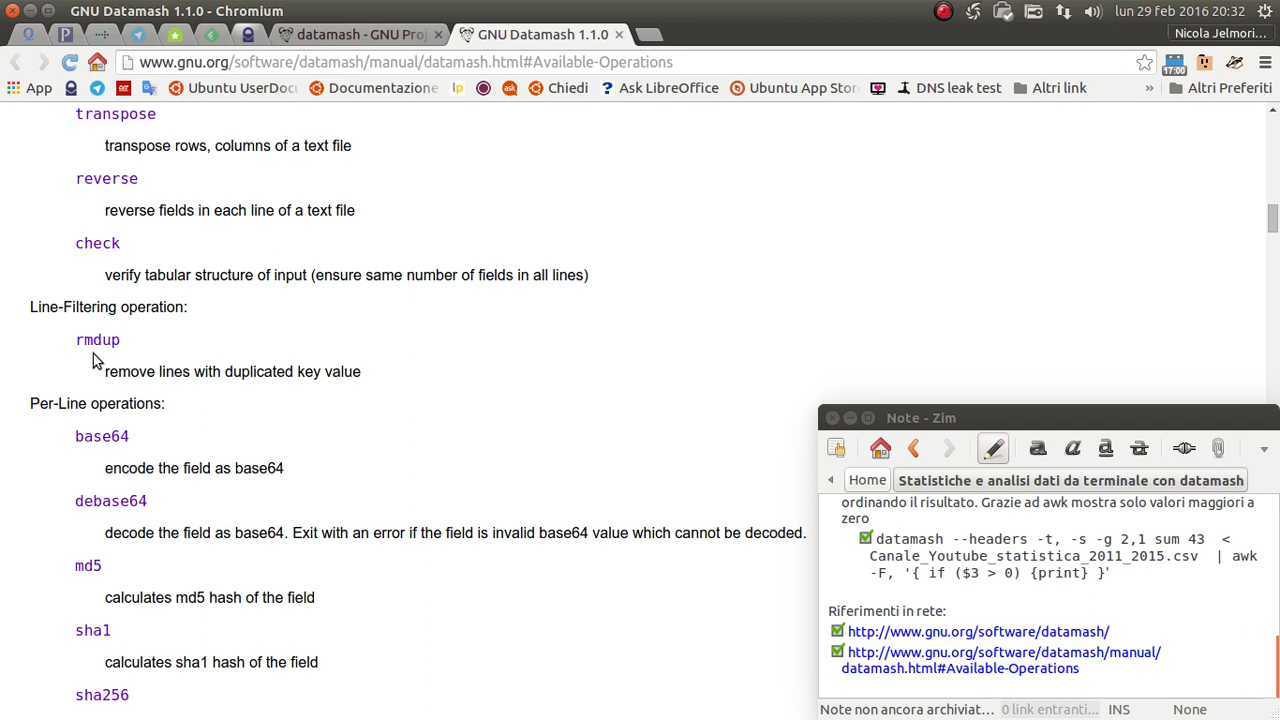 GNU Datamash 1.1.0 - Chromium
lun 29 feb 2016 20:32
datamash - GNU Proj
GNU Datamash 1.1.0
Nicola Jelmori...
www.gnu.org/software/datamash/manual/datamash.html#Available-Operations
17:00
App
Ubuntu UserDocu
Documentazione
lp
ask
Chiedi
? Ask LibreOffice
Ubuntu App Store
DNS leak test
Altri link
»
Altri Preferiti
transpose
transpose rows, columns of a text file
reverse
reverse fields in each line of a text file
check
verify tabular structure of input (ensure same number of fields in all lines)
Line-Filtering operation:
rmdup
remove lines with duplicated key value
Per-Line operations:
base64
encode the field as base64
debase64
decode the field as base64. Exit with an error if the field is invalid base64 value which cannot be decoded.
md5
calculates md5 hash of the field
sha1
calculates sha1 hash of the field
sha256
Note - Zim
Home
Statistiche e analisi dati da terminale con datamash
ordinando il risultato. Grazie ad awk mostra solo valori maggiori a
zero
datamash --headers -t, -s -g 2,1 sum 43 <
Canale_Youtube_statistica_2011_2015.csv | awk
-F, '{ if ($3 > 0) {print} }'
Riferimenti in rete:
http://www.gnu.org/software/datamash/
http://www.gnu.org/software/datamash/manual/
datamash.html#Available-Operations
Note non ancora archiviat...
0 link entranti...
INS
None